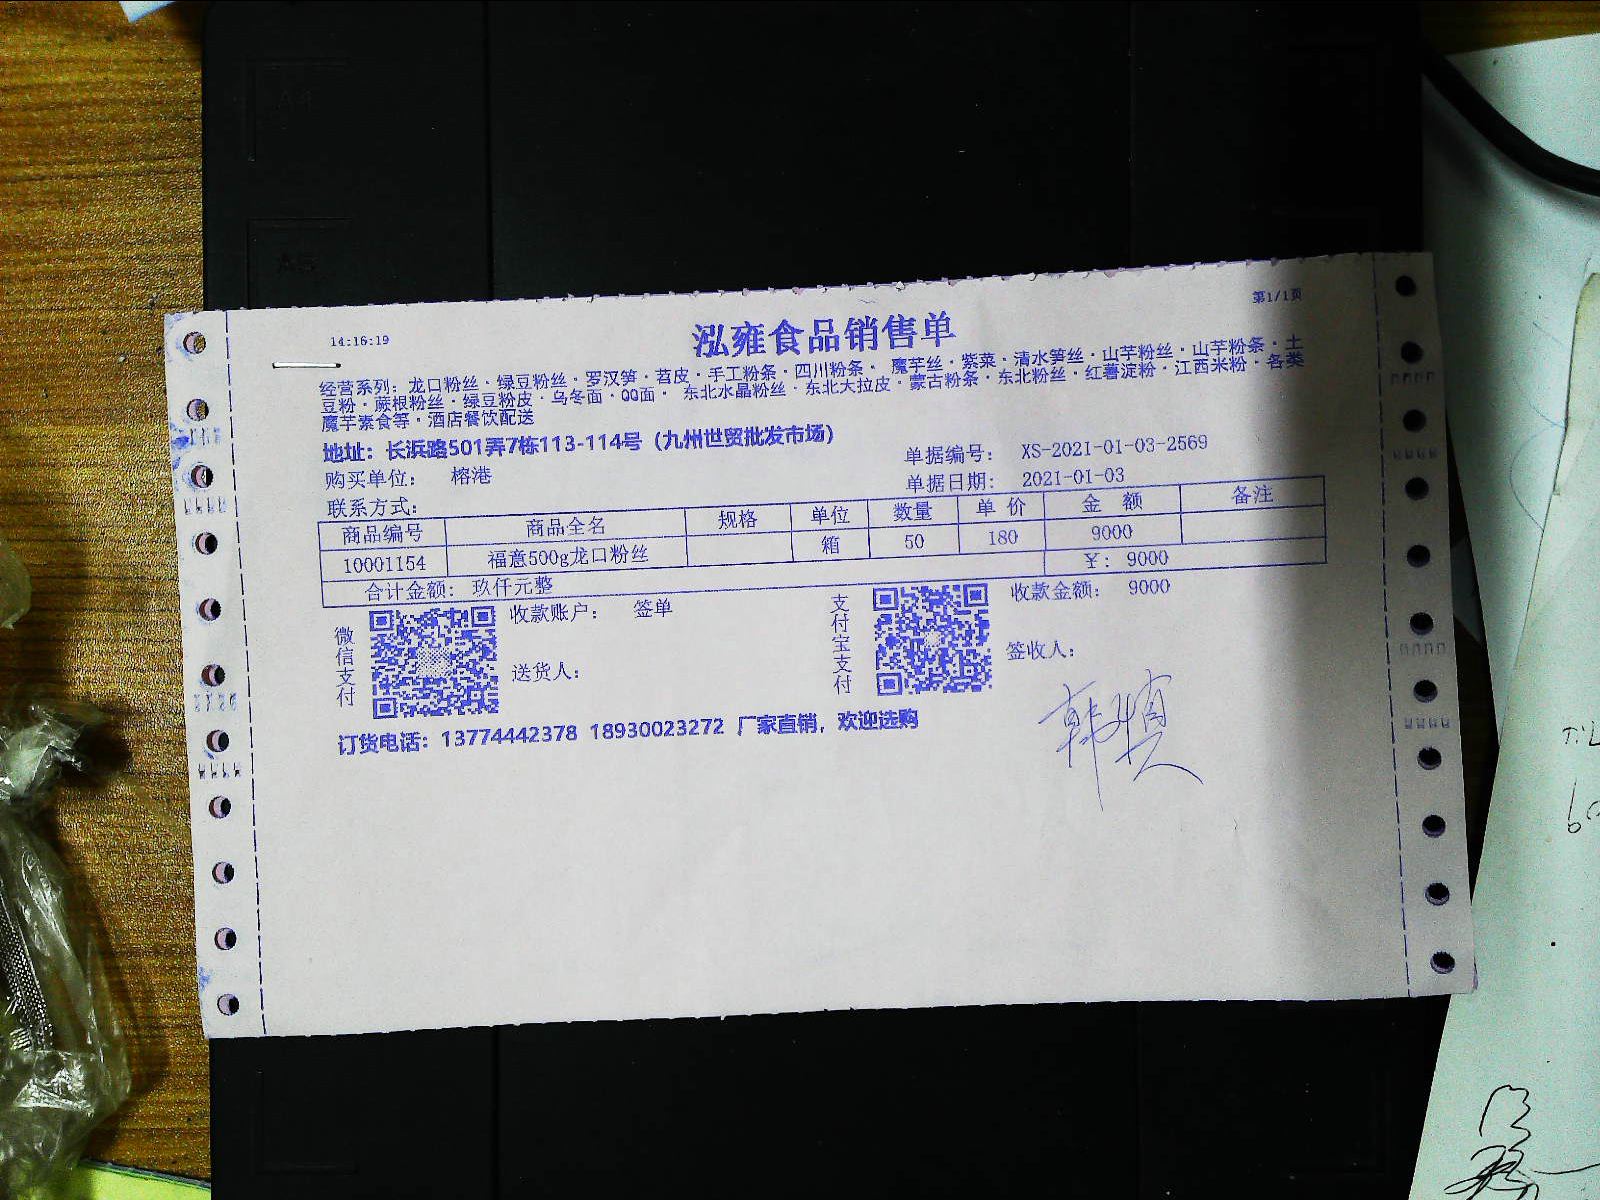 第1/1页
14:16:19
泓雍食品销售单
经营系列：龙口粉丝·绿豆粉丝·罗汉笋·苕皮·手工粉条·四川粉条· 魔芋丝·紫菜·清水笋丝·山芋粉丝·山芋粉条·土
豆粉·蕨根粉丝·绿豆粉皮·乌冬面·QQ面· 东北水晶粉丝·东北大拉皮·蒙古粉条·东北粉丝·红薯淀粉·江西米粉·各类
魔芋素食等·酒店餐饮配送
地址：长浜路501弄7栋113-114号（九州世贸批发市场）
单据编号： XS-2021-01-03-2569
购买单位： 榕港
单据日期： 2021-01-03
联系方式：
商品编号 商品全名 规格 单位 数量 单 价 金 额 备注
10001154 福意500g龙口粉丝 箱 50 180 9000
合计金额： 玖仟元整 ￥： 9000
微信支付
收款账户： 签单
支付宝支付
收款金额： 9000
送货人：
签收人：
订货电话：13774442378 18930023272 厂家直销，欢迎选购
A4
A5